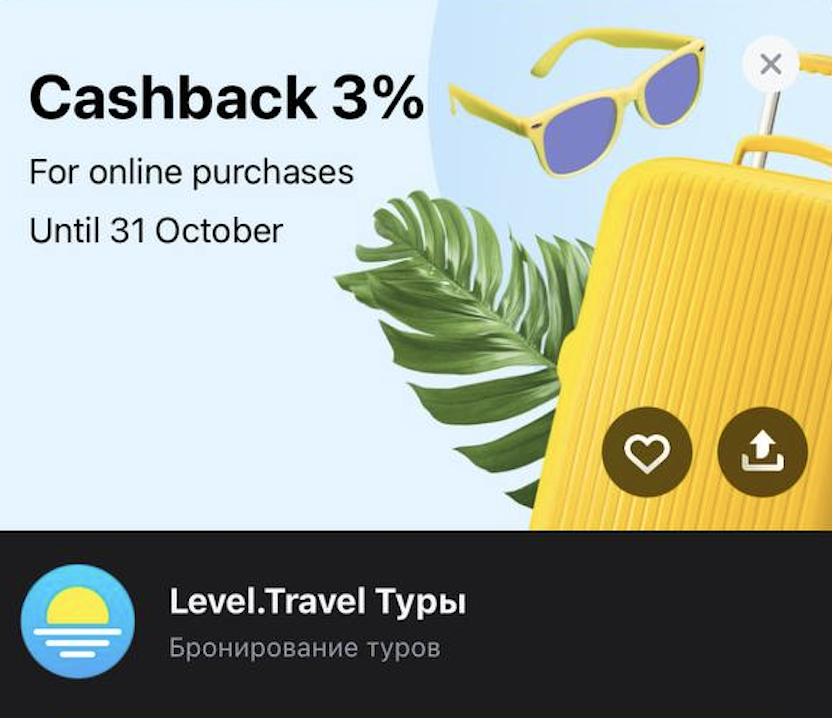 Cashback 3%
For online purchases
Until 31 October
Level.Travel Туры
Бронирование туров